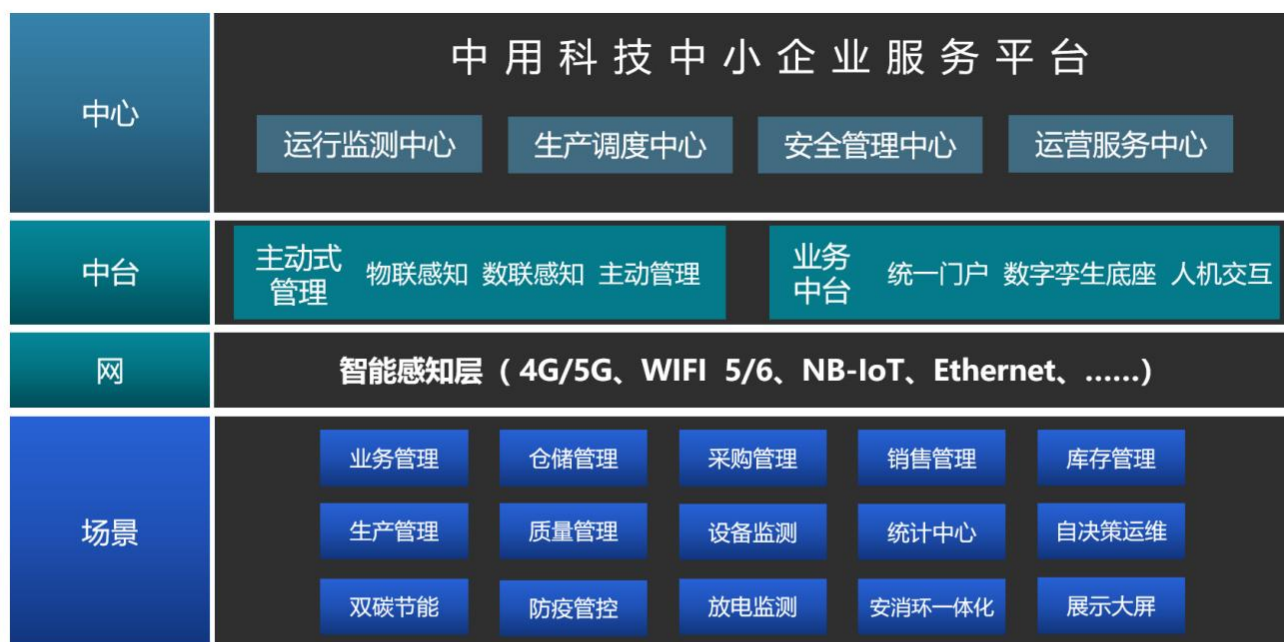 中心
中用科技中小企业服务平台
运行监测中心 生产调度中心 安全管理中心 运营服务中心
中台
主动式
管理
物联感知 数联感知 主动管理
业务
中台
统一门户 数字孪生底座 人机交互
网
智能感知层（4G/5G、WIFI 5/6、NB-IoT、Ethernet、……）
场景
业务管理 仓储管理 采购管理 销售管理 库存管理
生产管理 质量管理 设备监测 统计中心 自决策运维
双碳节能 防疫管控 放电监测 安消环一体化 展示大屏